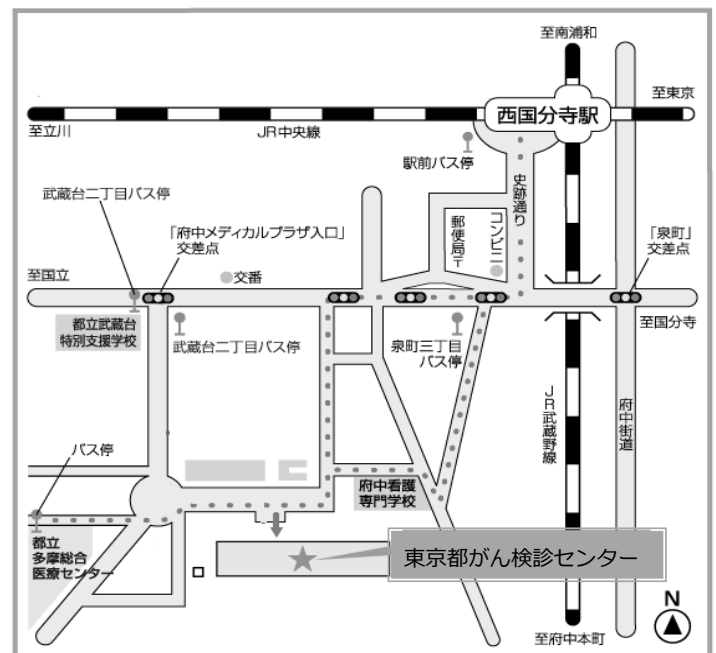 至南浦和
至東京
西国分寺駅
至立川
JR中央線
駅前バス停
史跡通り
武蔵台二丁目バス停
「府中メディカルプラザ入口」
交差点
郵便局〒
コンビニ
「泉町」
交差点
至国立
交番
至国分寺
都立武蔵台
特別支援学校
武蔵台二丁目バス停
泉町三丁目
バス停
JR武蔵野線
府中街道
バス停
府中看護
専門学校
都立
多摩総合
医療センター
東京都がん検診センター
N
至府中本町